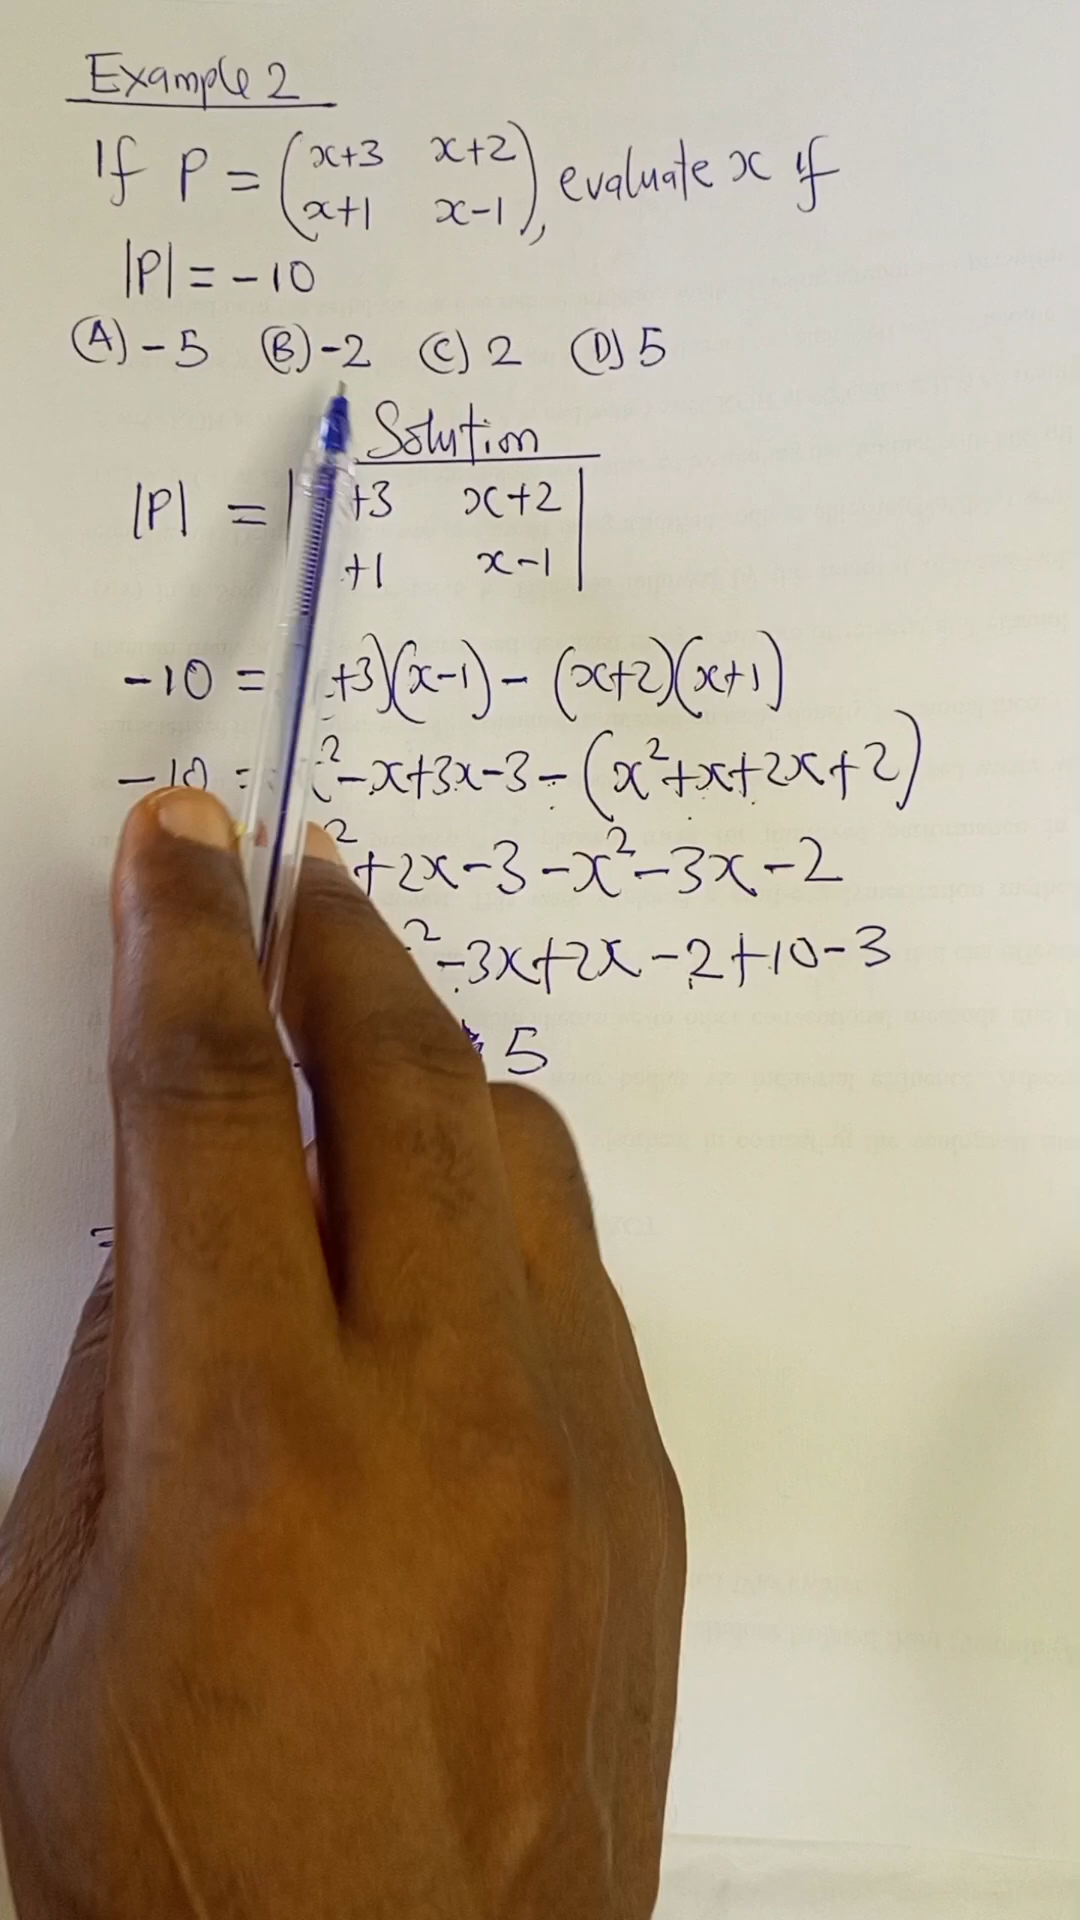 Example 2
If P = (x+3 x+2
x+1 x-1), evaluate x if
|P| = -10
(A) -5 (B) -2 (C) 2 (D) 5
Solution
|P| = | +3 x+2 |
+1 x-1
-10 = +3)(x-1) - (x+2)(x+1)
-10 = ² - x+3x-3 - (x²+x+2x+2)
² +2x-3-x²-3x-2
² -3x+2x-2+10-3
5
=